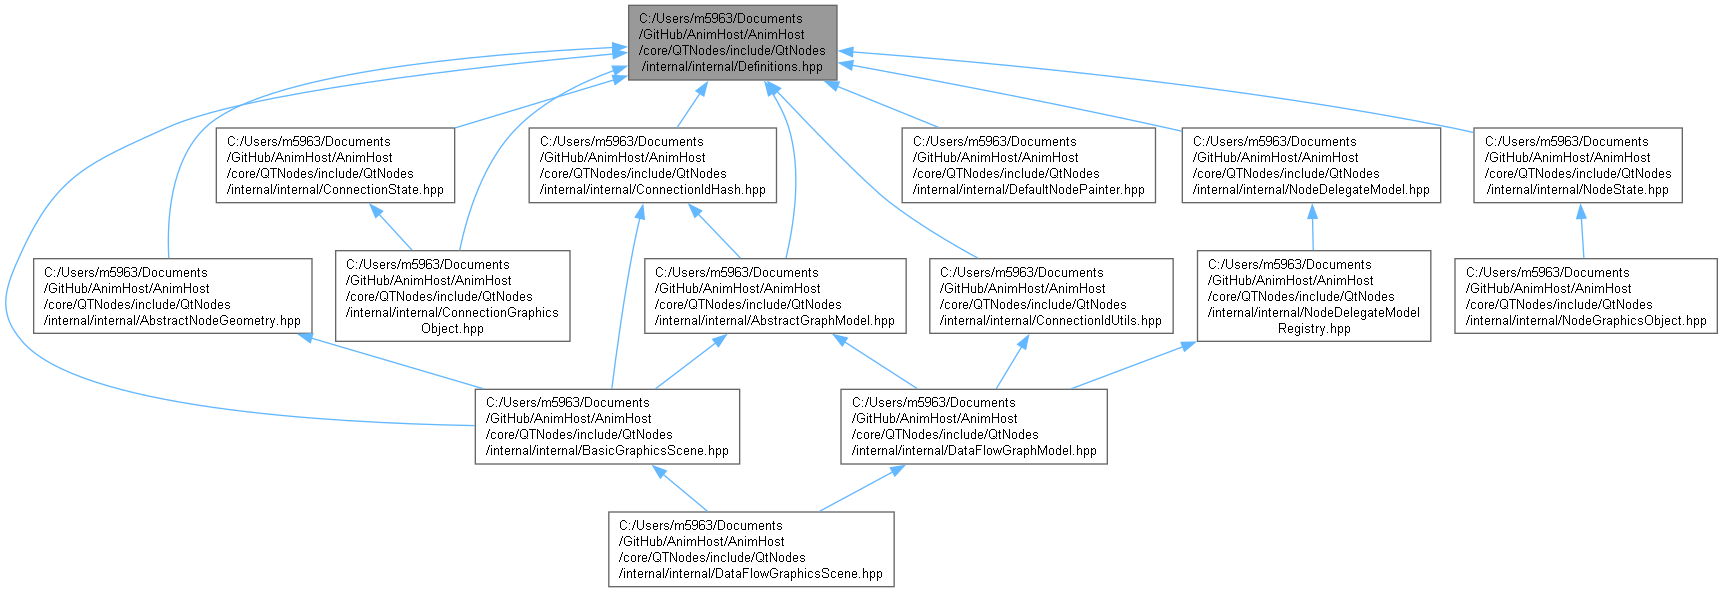 C:/Users/m5963/Documents
/GitHub/AnimHost/AnimHost
/core/QTNodes/include/QtNodes
/internal/internal/Definitions.hpp
C:/Users/m5963/Documents
/GitHub/AnimHost/AnimHost
/core/QTNodes/include/QtNodes
/internal/internal/ConnectionState.hpp
C:/Users/m5963/Documents
/GitHub/AnimHost/AnimHost
/core/QTNodes/include/QtNodes
/internal/internal/ConnectionIdHash.hpp
C:/Users/m5963/Documents
/GitHub/AnimHost/AnimHost
/core/QTNodes/include/QtNodes
/internal/internal/DefaultNodePainter.hpp
C:/Users/m5963/Documents
/GitHub/AnimHost/AnimHost
/core/QTNodes/include/QtNodes
/internal/internal/NodeDelegateModel.hpp
C:/Users/m5963/Documents
/GitHub/AnimHost/AnimHost
/core/QTNodes/include/QtNodes
/internal/internal/NodeState.hpp
C:/Users/m5963/Documents
/GitHub/AnimHost/AnimHost
/core/QTNodes/include/QtNodes
/internal/internal/AbstractNodeGeometry.hpp
C:/Users/m5963/Documents
/GitHub/AnimHost/AnimHost
/core/QTNodes/include/QtNodes
/internal/internal/ConnectionGraphics
Object.hpp
C:/Users/m5963/Documents
/GitHub/AnimHost/AnimHost
/core/QTNodes/include/QtNodes
/internal/internal/AbstractGraphModel.hpp
C:/Users/m5963/Documents
/GitHub/AnimHost/AnimHost
/core/QTNodes/include/QtNodes
/internal/internal/ConnectionIdUtils.hpp
C:/Users/m5963/Documents
/GitHub/AnimHost/AnimHost
/core/QTNodes/include/QtNodes
/internal/internal/NodeDelegateModel
Registry.hpp
C:/Users/m5963/Documents
/GitHub/AnimHost/AnimHost
/core/QTNodes/include/QtNodes
/internal/internal/NodeGraphicsObject.hpp
C:/Users/m5963/Documents
/GitHub/AnimHost/AnimHost
/core/QTNodes/include/QtNodes
/internal/internal/BasicGraphicsScene.hpp
C:/Users/m5963/Documents
/GitHub/AnimHost/AnimHost
/core/QTNodes/include/QtNodes
/internal/internal/DataFlowGraphModel.hpp
C:/Users/m5963/Documents
/GitHub/AnimHost/AnimHost
/core/QTNodes/include/QtNodes
/internal/internal/DataFlowGraphicsScene.hpp